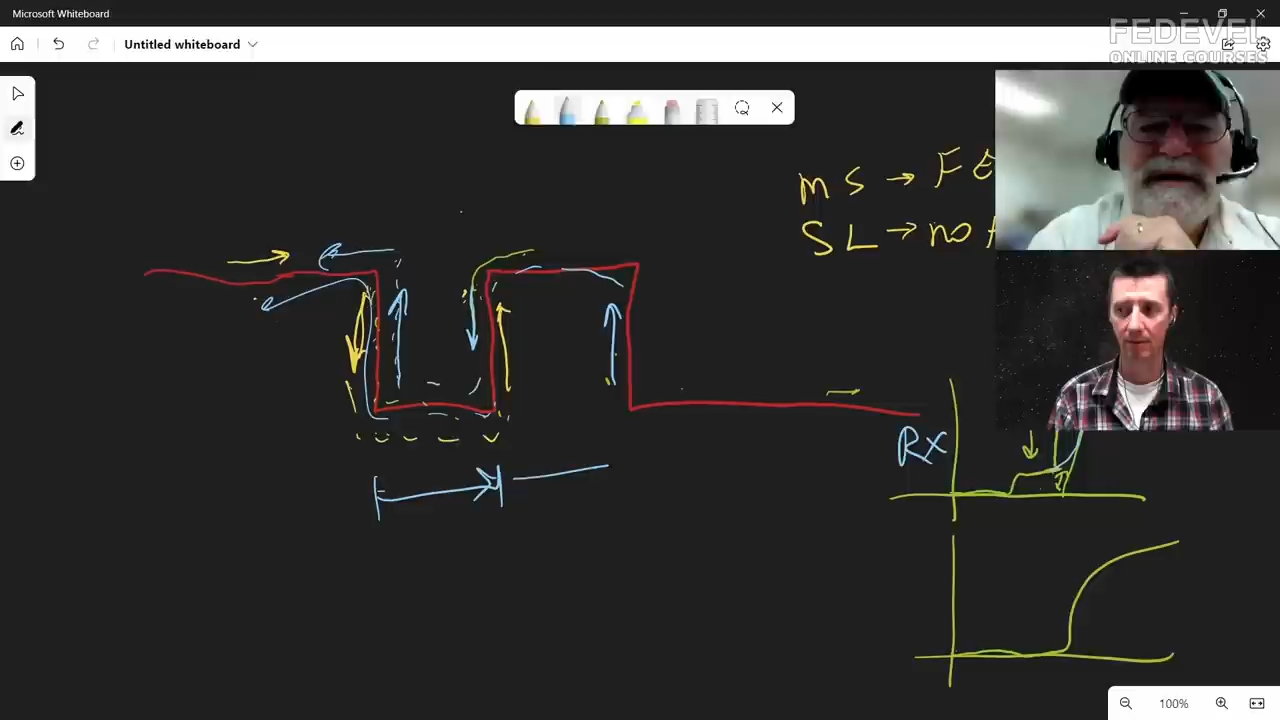 Microsoft Whiteboard
Untitled whiteboard
FEDEVEL
ONLINE COURSES
MS → FE
SL → no
RX
100%